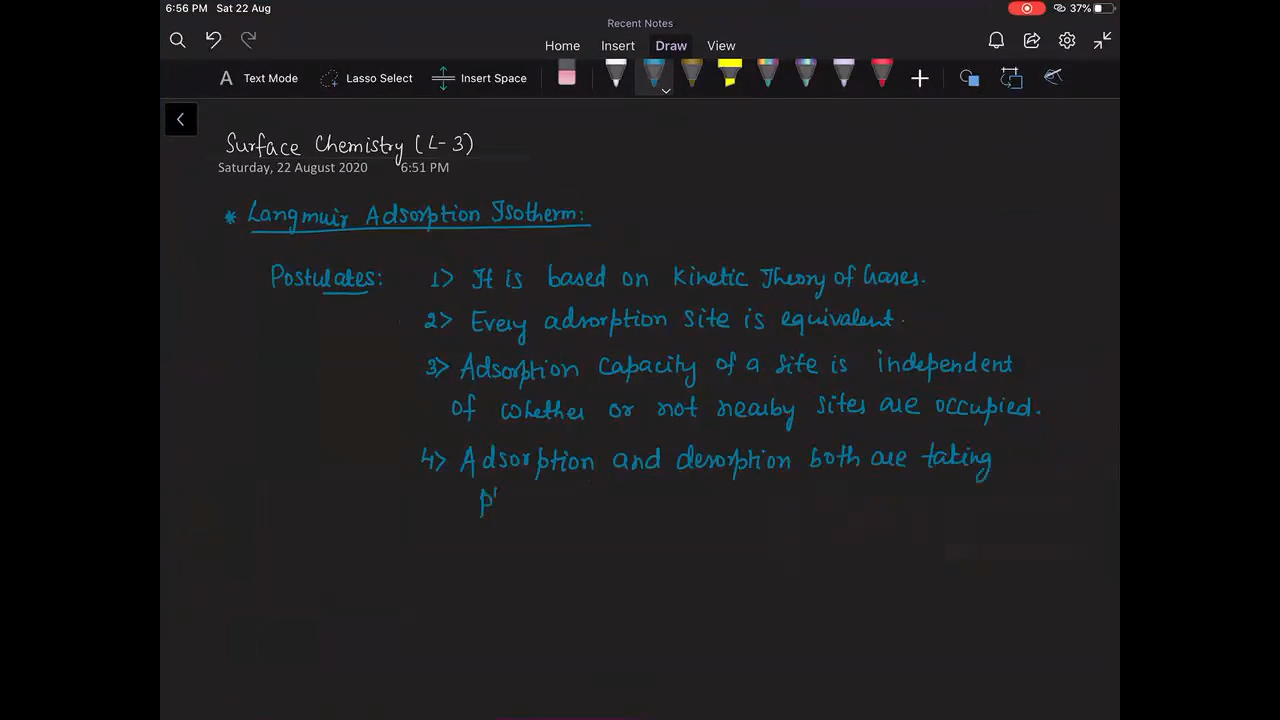 6:56 PM Sat 22 Aug
37%
Recent Notes
Home Insert Draw View
Text Mode Lasso Select Insert Space
Surface Chemistry (L-3)
Saturday, 22 August 2020 6:51 PM
* Langmuir Adsorption Isotherm:
Postulates: 1> It is based on Kinetic Theory of Gases.
2> Every adsorption site is equivalent.
3> Adsorption capacity of a site is independent
of whether or not nearby sites are occupied.
4> Adsorption and desorption both are taking